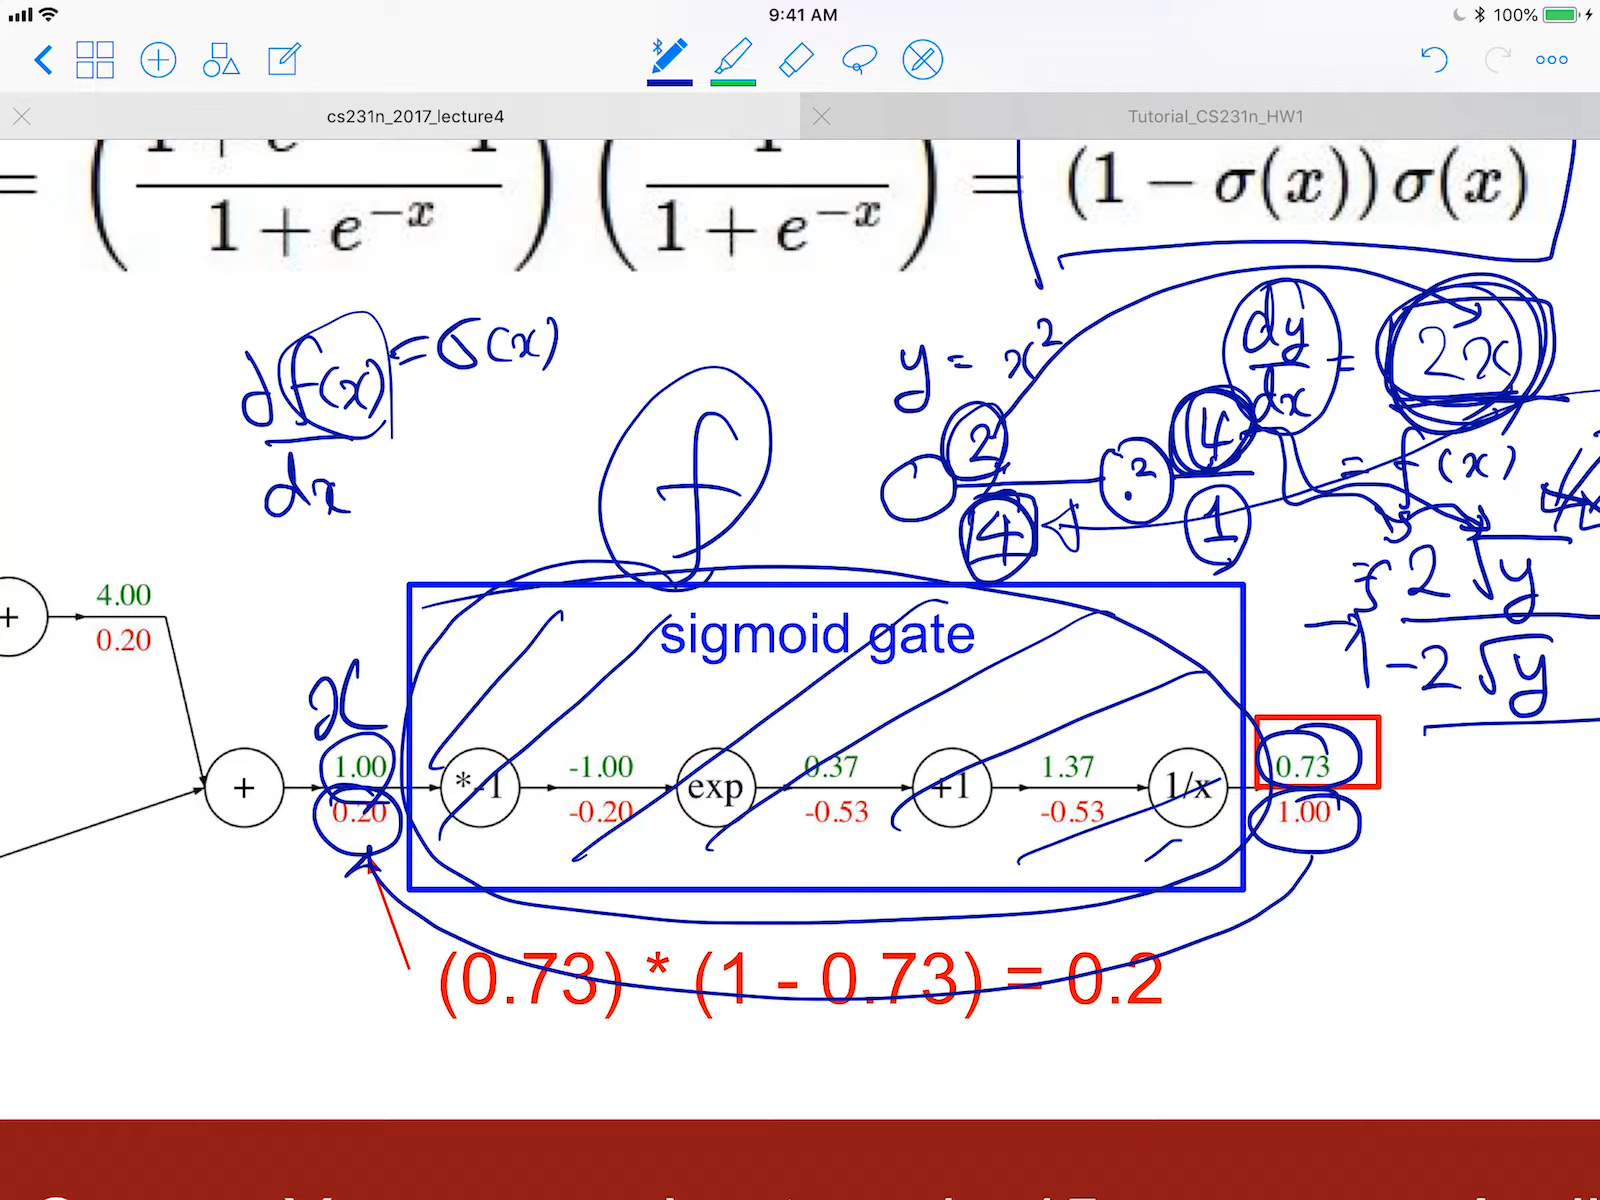 9:41 AM
100%
cs231n_2017_lecture4
Tutorial_CS231n_HW1
= ( / 1 + e^{-x} ) ( 1 / 1 + e^{-x} ) = (1 − σ(x)) σ(x)
d f(x) / dx = σ(x)
y = x²
dy/dx = 2x
= f(x)
2
4
²
4
1
f
= 2√y
-2√y
+
4.00
0.20
sigmoid gate
x
+
1.00
0.20
*-1
-1.00
-0.20
exp
0.37
-0.53
+1
1.37
-0.53
1/x
0.73
1.00
(0.73) * (1 - 0.73) = 0.2